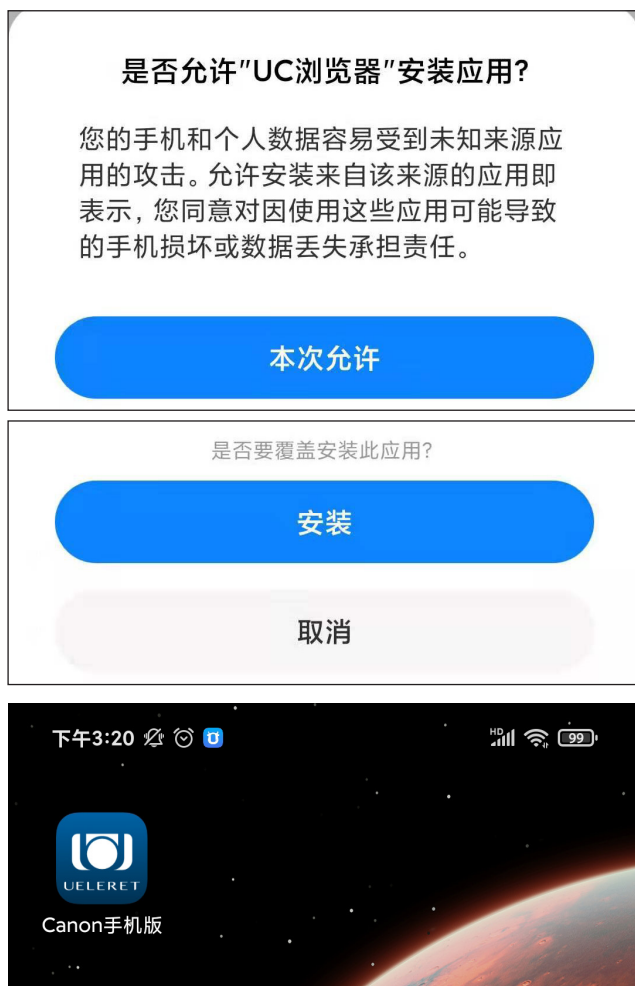 是否允许"UC浏览器"安装应用?
您的手机和个人数据容易受到未知来源应
用的攻击。允许安装来自该来源的应用即
表示，您同意对因使用这些应用可能导致
的手机损坏或数据丢失承担责任。
本次允许
是否要覆盖安装此应用?
安装
取消
下午3:20 HD 99
UELERET
Canon手机版